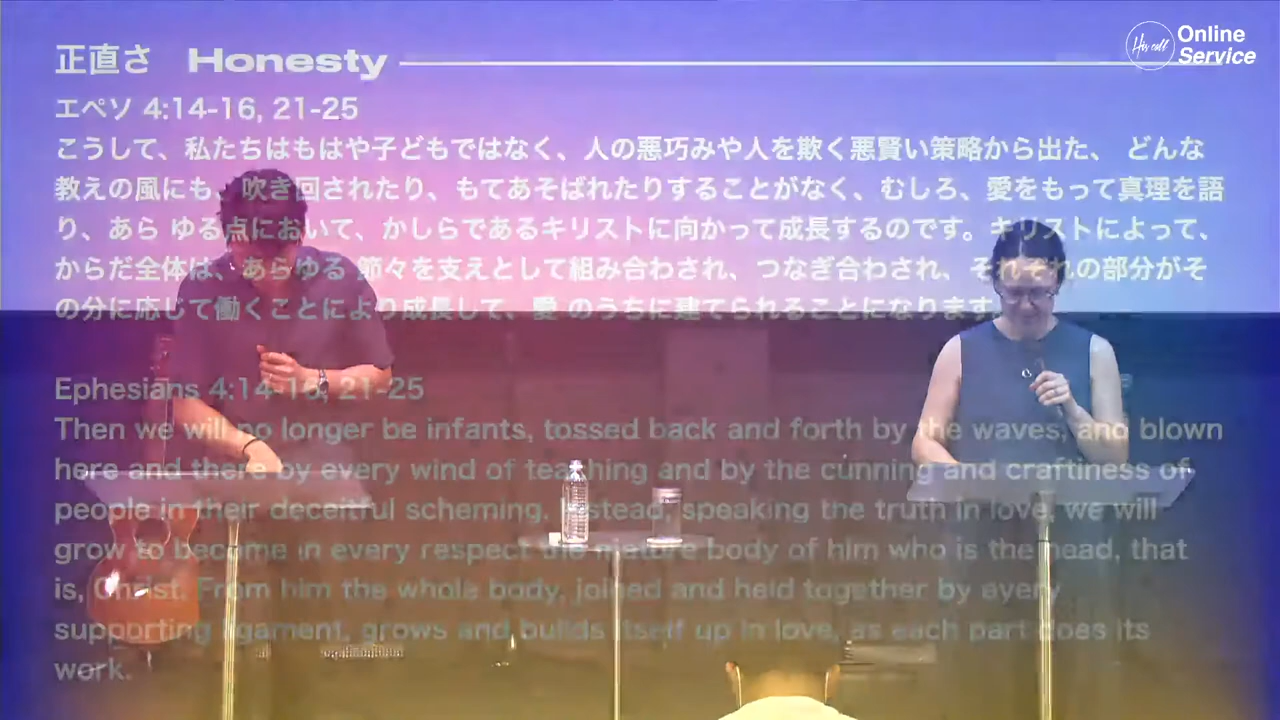 正直さ Honesty
His call
Online
Service
エペソ 4:14-16, 21-25
こうして、私たちはもはや子どもではなく、人の悪巧みや人を欺く悪賢い策略から出た、 どんな
教えの風にも、吹き回されたり、もてあそばれたりすることがなく、むしろ、愛をもって真理を語
り、あら ゆる点において、かしらであるキリストに向かって成長するのです。キリストによって、
からだ全体は、あらゆる 節々を支えとして組み合わされ、つなぎ合わされ、それぞれの部分がそ
の分に応じて働くことにより成長して、愛 のうちに建てられることになります。
Ephesians 4:14-16, 21-25
Then we will no longer be infants, tossed back and forth by the waves, and blown
here and there by every wind of teaching and by the cunning and craftiness of
people in their deceitful scheming. Instead, speaking the truth in love, we will
grow to become in every respect the mature body of him who is the head, that
is, Christ. From him the whole body, joined and held together by every
supporting ligament, grows and builds itself up in love, as each part does its
work.